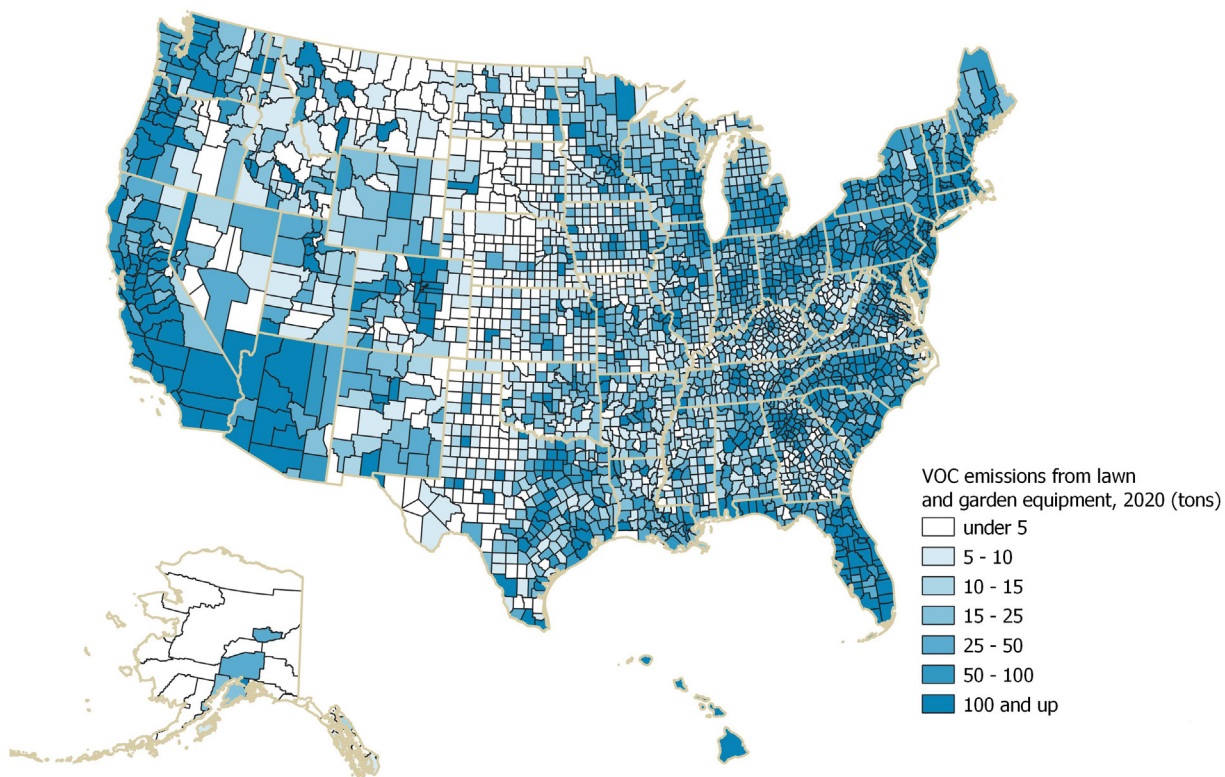 VOC emissions from lawn
and garden equipment, 2020 (tons)
under 5
5 - 10
10 - 15
15 - 25
25 - 50
50 - 100
100 and up